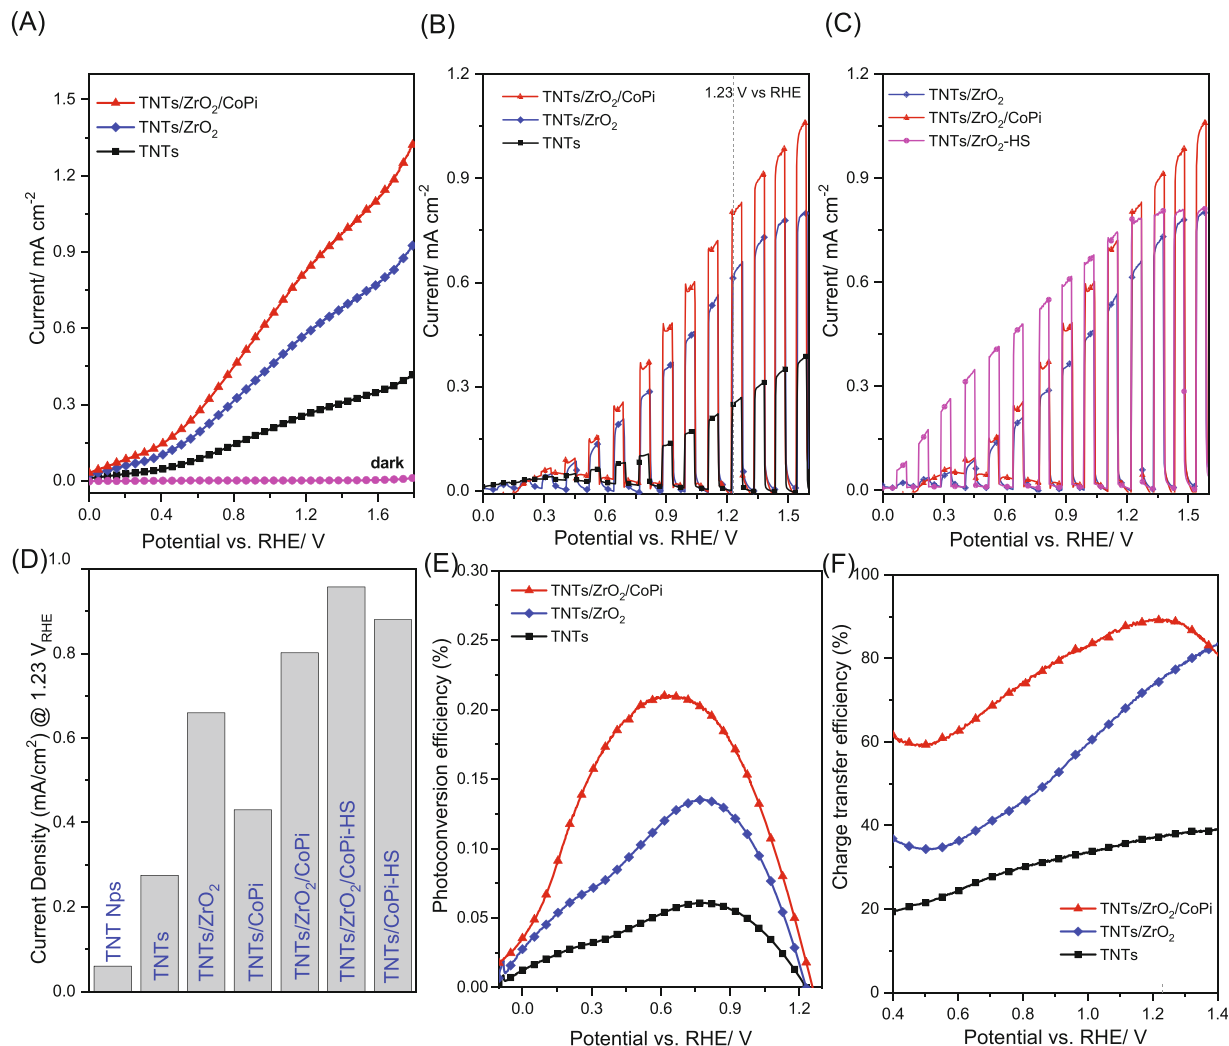 (A)
1.5
1.2
0.9
0.6
0.3
0.0
Current/ mA cm-2
TNTs/ZrO2/CoPi
TNTs/ZrO2
TNTs
dark
0.0 0.6 1.2 1.8
Potential vs. RHE/ V
(B)
1.2
0.9
0.6
0.3
0.0
Current/ mA cm-2
TNTs/ZrO2/CoPi
TNTs/ZrO2
TNTs
1.23 V vs RHE
0.0 0.3 0.6 0.9 1.2 1.5
Potential vs. RHE/ V
(C)
1.2
0.9
0.6
0.3
0.0
Current/ mA cm-2
TNTs/ZrO2
TNTs/ZrO2/CoPi
TNTs/ZrO2-HS
0.0 0.3 0.6 0.9 1.2 1.5
Potential vs. RHE/ V
(D)
1.0
0.8
0.6
0.4
0.2
0.0
Current Density (mA/cm2) @ 1.23 VRHE
TNT Nps
TNTs
TNTs/ZrO2
TNTs/CoPi
TNTs/ZrO2/CoPi
TNTs/ZrO2/CoPi-HS
TNTs/CoPi-HS
(E)
0.30
0.25
0.20
0.15
0.10
0.05
0.00
Photoconversion efficiency (%)
TNTs/ZrO2/CoPi
TNTs/ZrO2
TNTs
0.0 0.3 0.6 0.9 1.2
Potential vs. RHE/ V
(F)
100
80
60
40
20
0
Charge transfer efficiency (%)
TNTs/ZrO2/CoPi
TNTs/ZrO2
TNTs
0.4 0.6 0.8 1.0 1.2 1.4
Potential vs. RHE/ V